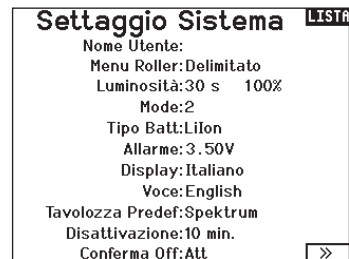 Settaggio Sistema
LISTA
Nome Utente:
Menu Roller:Delimitato
Luminosità:30 s 100%
Mode:2
Tipo Batt:LiIon
Allarme:3.50V
Display:Italiano
Voce:English
Tavolozza Predef:Spektrum
Disattivazione:10 min.
Conferma Off:Att
>>